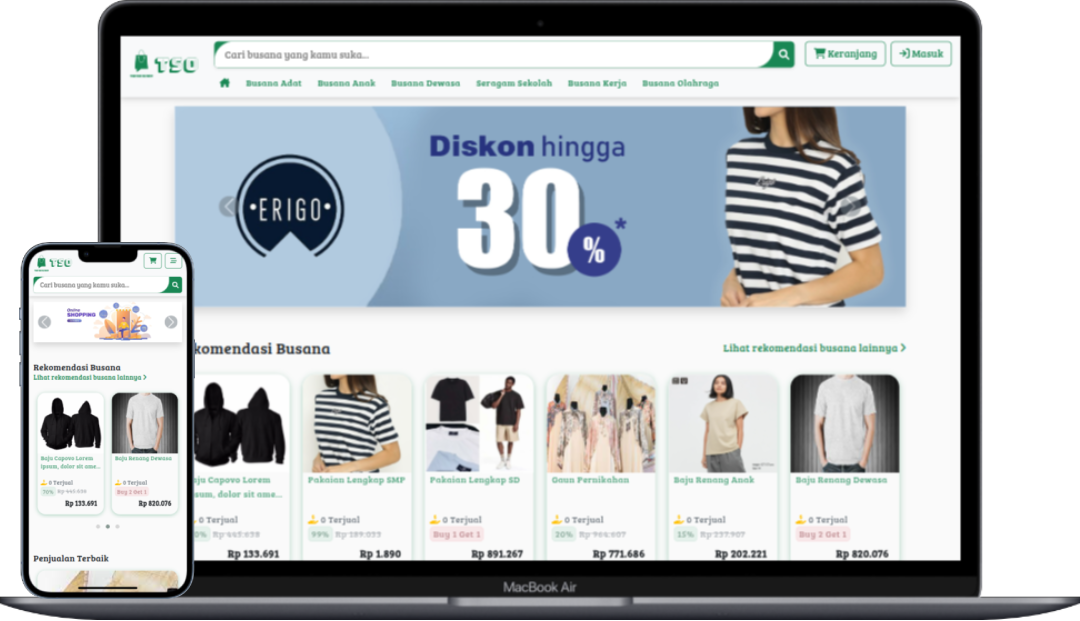 TSO
Cari busana yang kamu suka...
Keranjang
Masuk
Busana Adat Busana Anak Busana Dewasa Seragam Sekolah Busana Kerja Busana Olahraga
•ERIGO•
Diskon hingga
30%*
komendasi Busana
Lihat rekomendasi busana lainnya
ju Capovo Lorem
sum, dolor sit ame...
0 Terjual
0%
Rp 133.691
Pakaian Lengkap SMP
0 Terjual
99% Rp 189.033
Rp 1.890
Pakaian Lengkap SD
0 Terjual
Buy 1 Get 1
Rp 891.267
Gaun Pernikahan
0 Terjual
20% Rp 964.607
Rp 771.686
Baju Renang Anak
0 Terjual
15% Rp 237.907
Rp 202.221
Baju Renang Dewasa
0 Terjual
Buy 2 Get 1
Rp 820.076
MacBook Air
TSO
Cari busana yang kamu suka...
Online
SHOPPING
Rekomendasi Busana
Lihat rekomendasi busana lainnya
Baju Capovo Lorem
ipsum, dolor sit ame...
0 Terjual
70%
Rp 133.691
Baju Renang Dewasa
0 Terjual
Buy 2 Get 1
Rp 820.076
Penjualan Terbaik